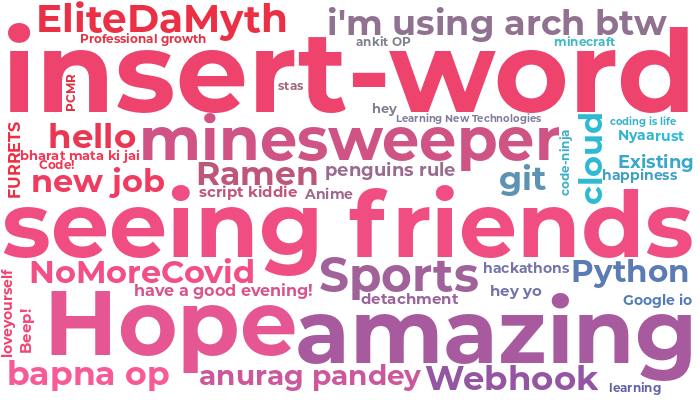 EliteDaMyth
i'm using arch btw
Professional growth
ankit OP
minecraft
insert-word
PCMR
stas
hey
Learning New Technologies
coding is life
FURRETS
hello
minesweeper
code-ninja
cloud
Nyaarust
bharat mata ki jai
Code!
Ramen
penguins rule
git
Existing
new job
happiness
script kiddie
Anime
seeing friends
NoMoreCovid
Sports
hackathons
Python
loveyourself
have a good evening!
detachment
hey yo
Google io
Beep!
Hope
amazing
bapna op
anurag pandey
Webhook
learning